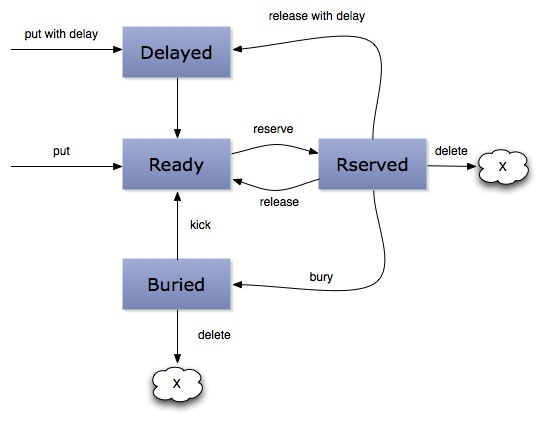 release with delay
put with delay
Delayed
reserve
put
Ready
Rserved
delete
X
release
kick
bury
Buried
delete
X